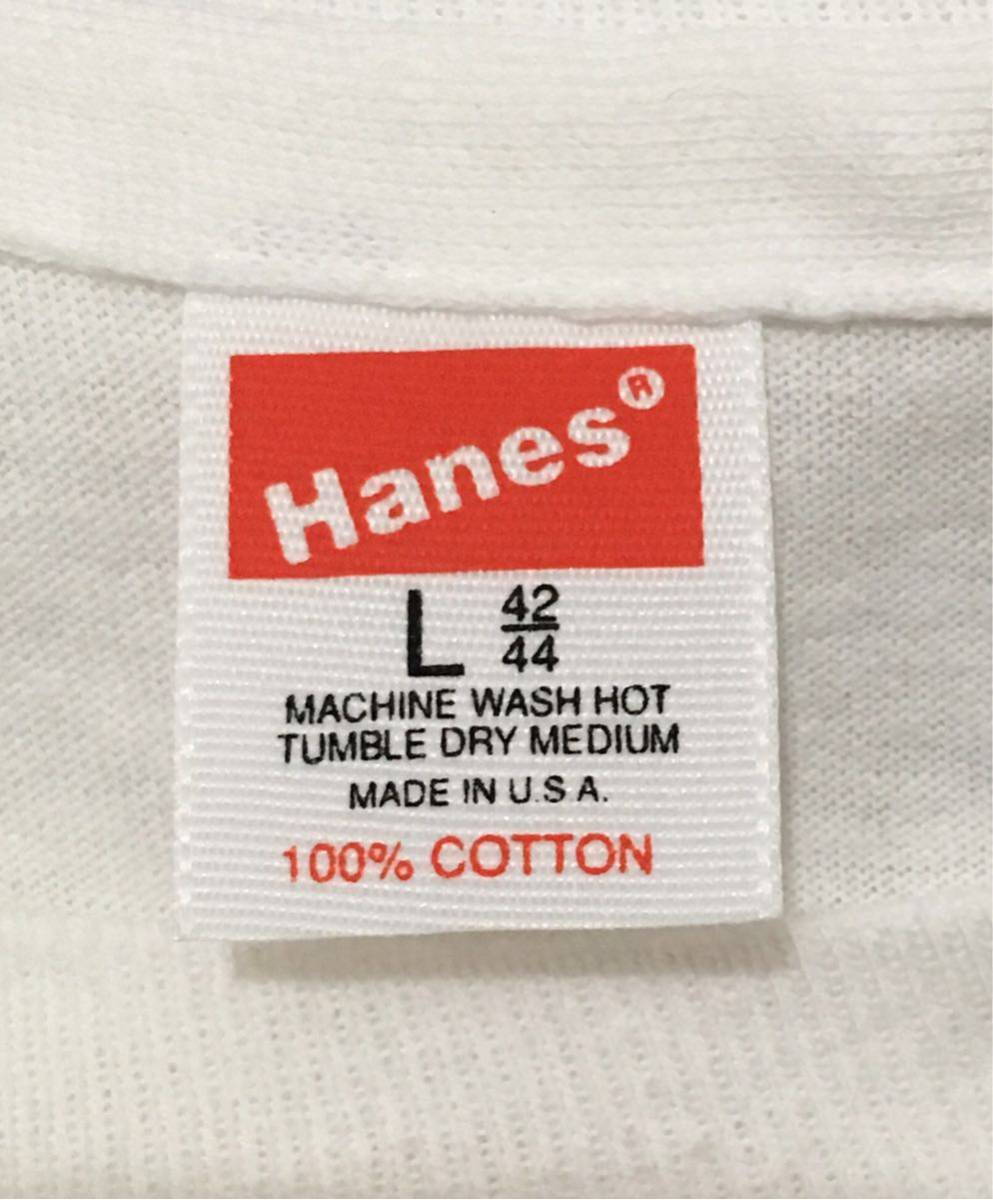 Hanes®
L 42/44
MACHINE WASH HOT
TUMBLE DRY MEDIUM
MADE IN U.S A.
100% COTTON